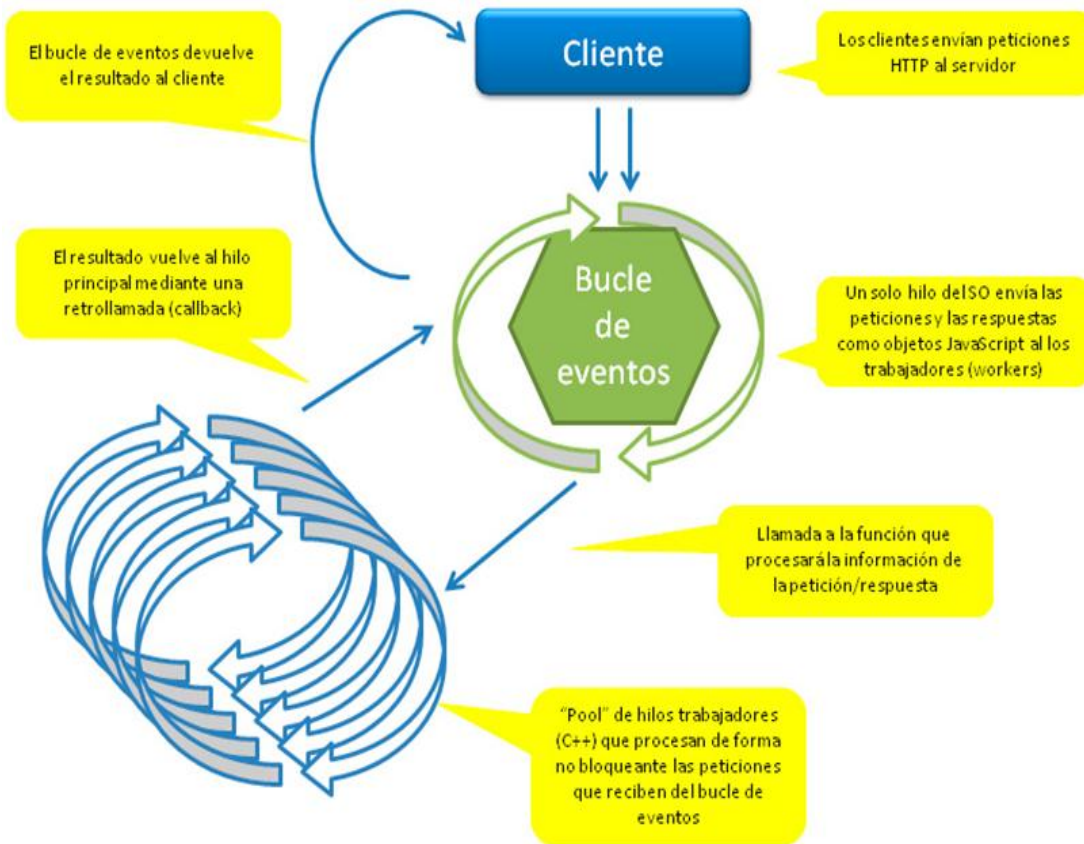 El bucle de eventos devuelve
el resultado al cliente
Cliente
Los clientes envían peticiones
HTTP al servidor
El resultado vuelve al hilo
principal mediante una
retrollamada (callback)
Bucle
de
eventos
Un solo hilo del SO envía las
peticiones y las respuestas
como objetos JavaScript al los
trabajadores (workers)
Llamada a la función que
procesará la información de
la petición/respuesta
“Pool” de hilos trabajadores
(C++) que procesan de forma
no bloqueante las peticiones
que reciben del bucle de
eventos